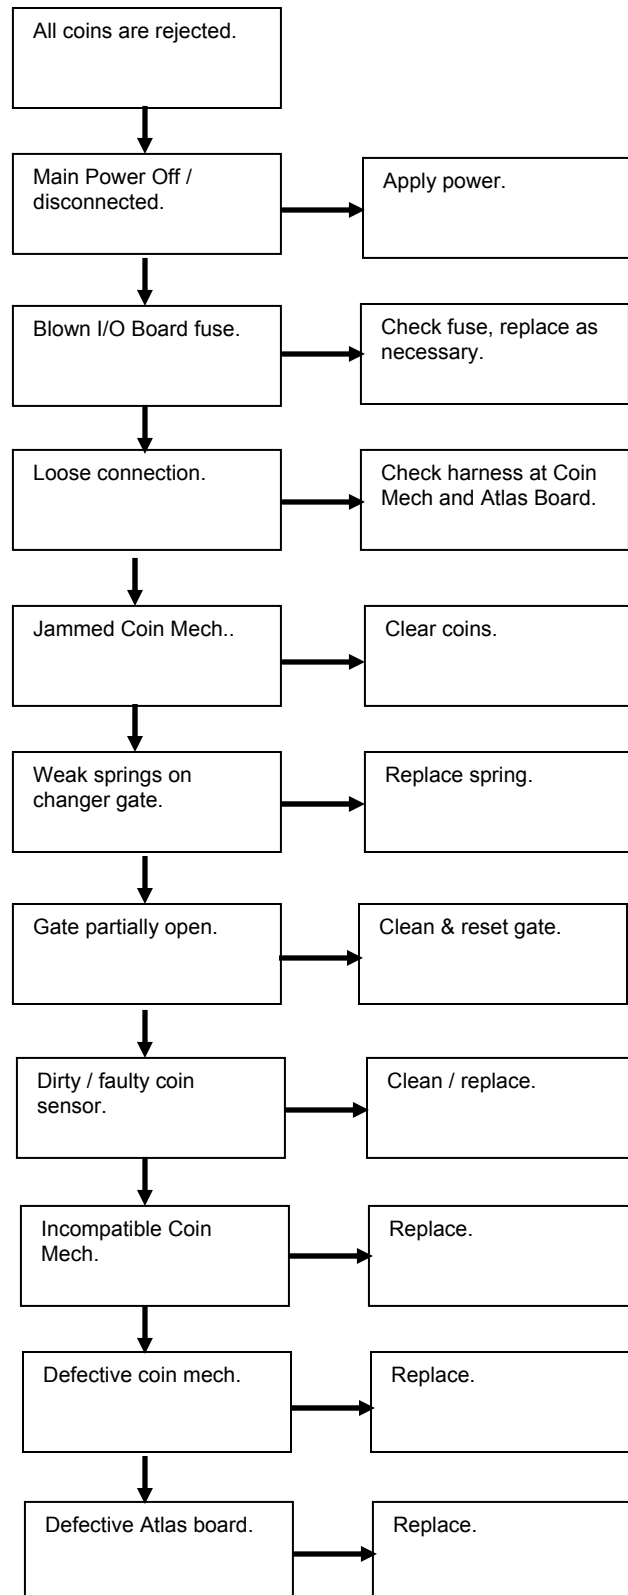 All coins are rejected.
Main Power Off /
disconnected.
Apply power.
Blown I/O Board fuse.
Check fuse, replace as
necessary.
Loose connection.
Check harness at Coin
Mech and Atlas Board.
Jammed Coin Mech..
Clear coins.
Weak springs on
changer gate.
Replace spring.
Gate partially open.
Clean & reset gate.
Dirty / faulty coin
sensor.
Clean / replace.
Incompatible Coin
Mech.
Replace.
Defective coin mech.
Replace.
Defective Atlas board.
Replace.